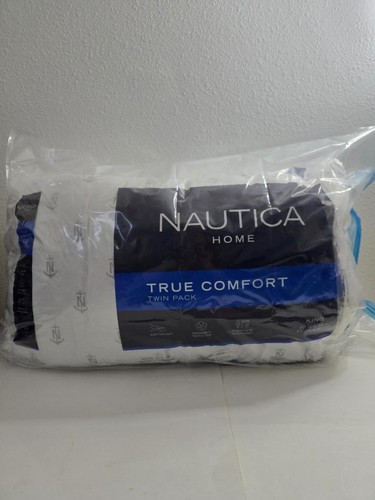 NAUTICA
HOME
TRUE COMFORT
TWIN PACK